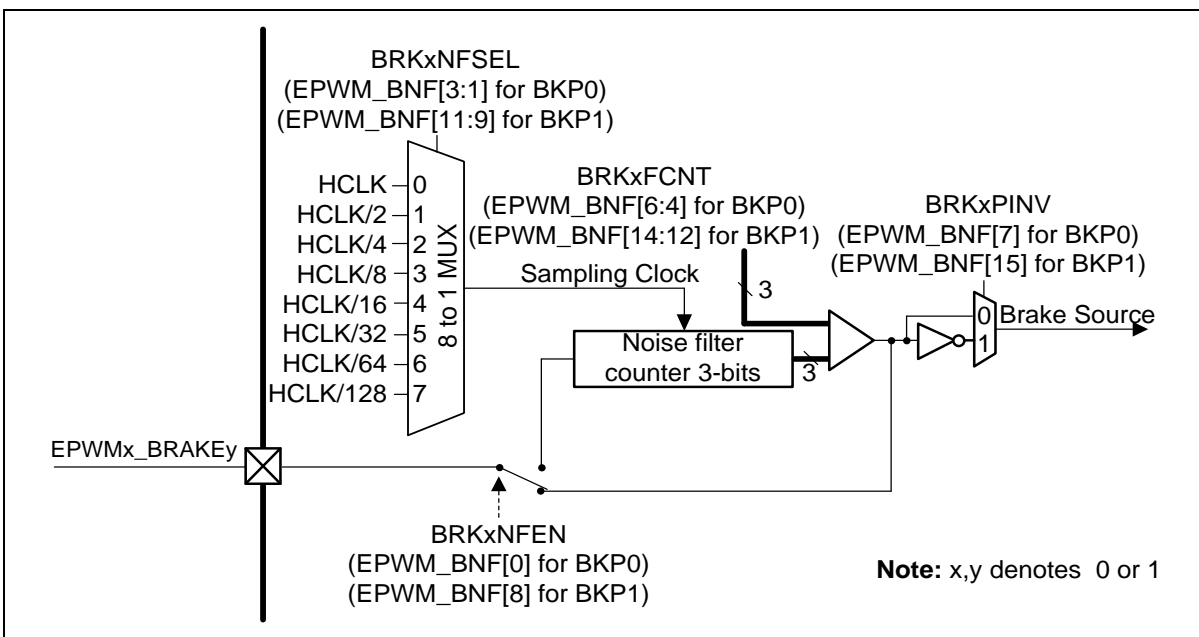 BRKxNFSEL
(EPWM_BNF[3:1] for BKP0)
(EPWM_BNF[11:9] for BKP1)
HCLK 0
HCLK/2 1
HCLK/4 2
HCLK/8 3
HCLK/16 4
HCLK/32 5
HCLK/64 6
HCLK/128 7
8 to 1 MUX
BRKxFCNT
(EPWM_BNF[6:4] for BKP0)
(EPWM_BNF[14:12] for BKP1)
3
Sampling Clock
Noise filter
counter 3-bits
3
BRKxPINV
(EPWM_BNF[7] for BKP0)
(EPWM_BNF[15] for BKP1)
0
1
Brake Source
EPWMx_BRAKEy
BRKxNFEN
(EPWM_BNF[0] for BKP0)
(EPWM_BNF[8] for BKP1)
Note: x,y denotes 0 or 1